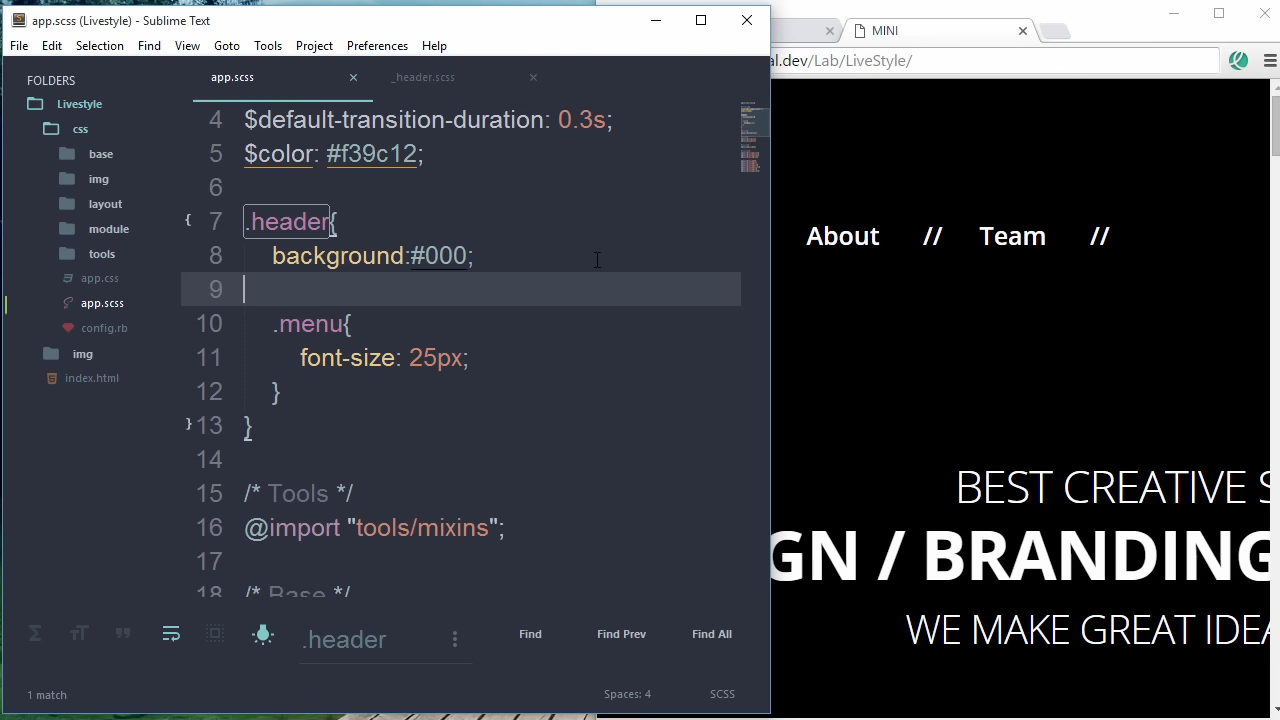 app.scss (Livestyle) - Sublime Text
File Edit Selection Find View Goto Tools Project Preferences Help
FOLDERS
Livestyle
css
base
img
layout
module
tools
app.css
app.scss
config.rb
img
index.html
app.scss
_header.scss
4 $default-transition-duration: 0.3s;
5 $color: #f39c12;
6
{ 7 .header{
8 background:#000;
9
10 .menu{
11 font-size: 25px;
12 }
} 13 }
14
15 /* Tools */
16 @import "tools/mixins";
17
18 /* Base */
.header
Find Find Prev Find All
1 match
Spaces: 4 SCSS
MINI
al.dev/Lab/LiveStyle/
About // Team //
BEST CREATIVE S
GN / BRANDING
WE MAKE GREAT IDEA